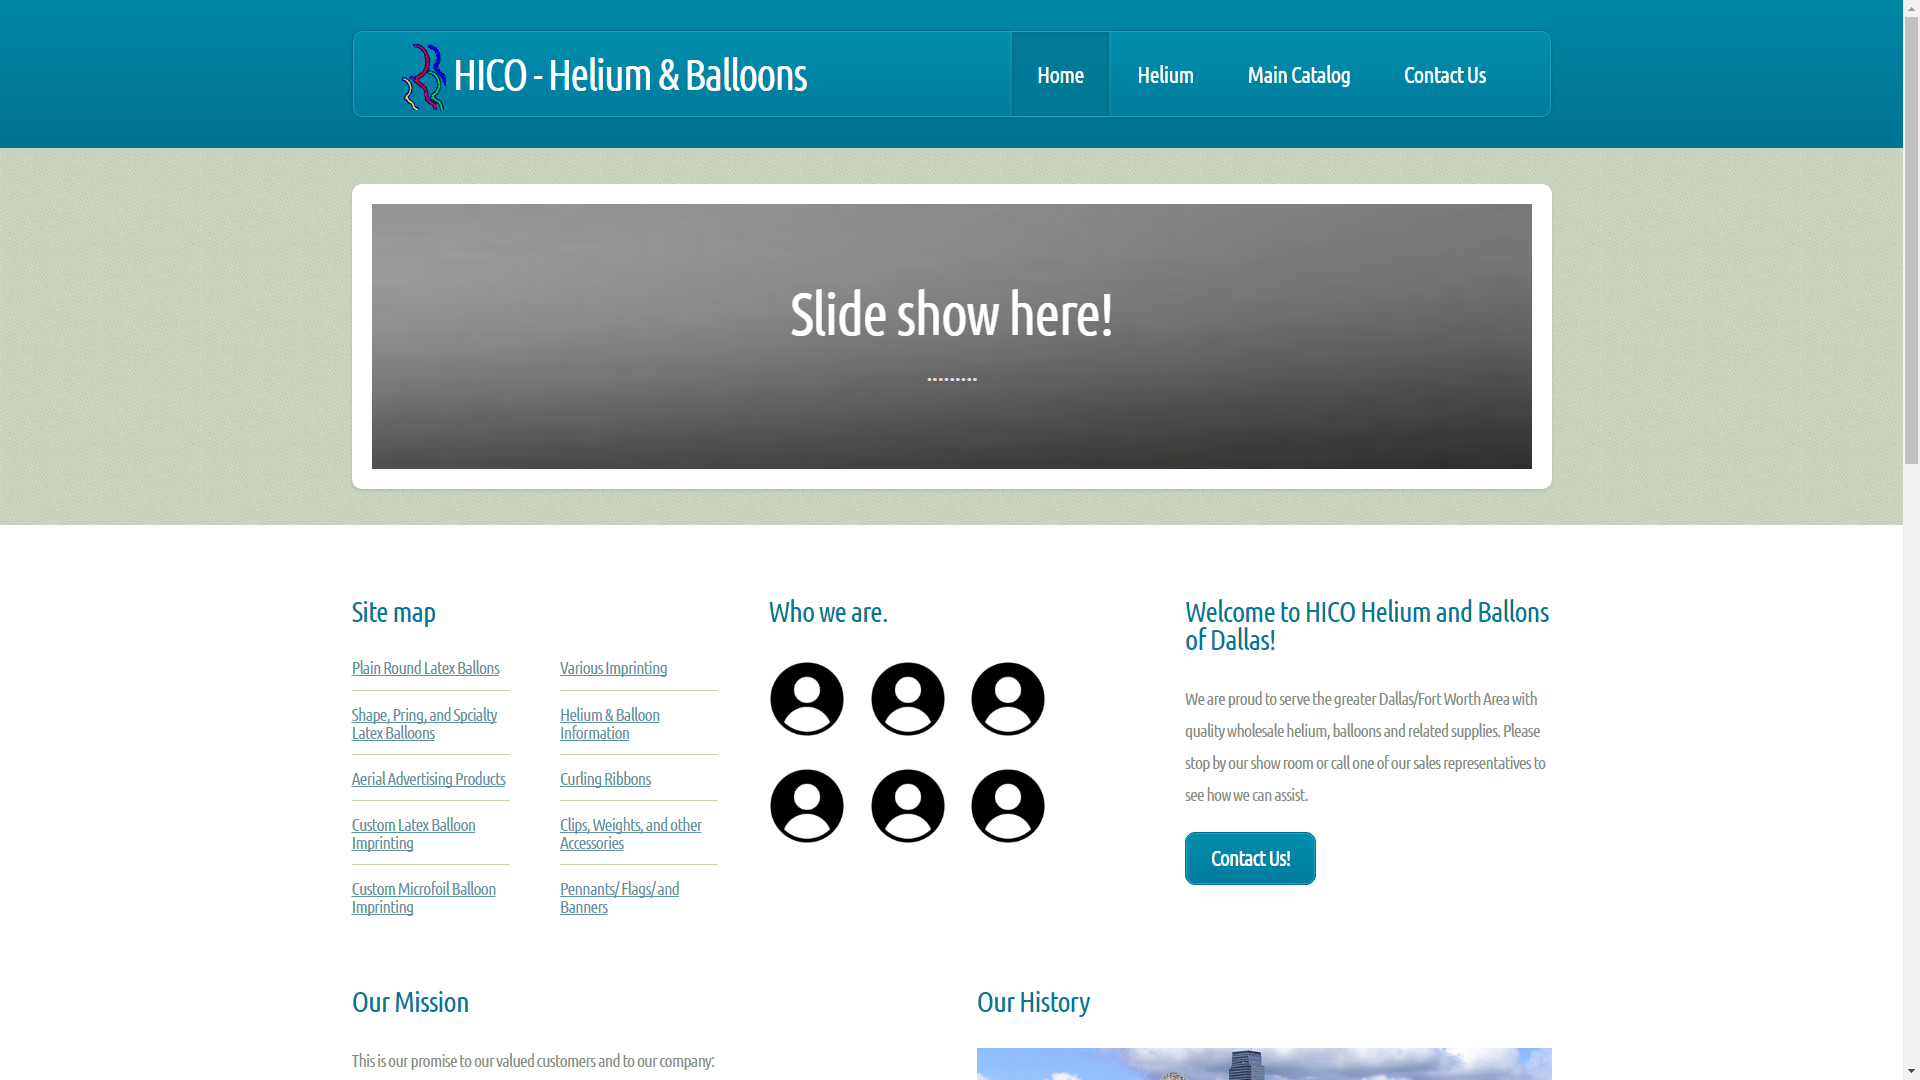 HICO - Helium & Balloons
Home
Helium
Main Catalog
Contact Us
Slide show here!
Site map
Plain Round Latex Ballons
Shape, Pring, and Spcialty
Latex Balloons
Aerial Advertising Products
Custom Latex Balloon
Imprinting
Custom Microfoil Balloon
Imprinting
Various Imprinting
Helium & Balloon
Information
Curling Ribbons
Clips, Weights, and other
Accessories
Pennants/ Flags/ and
Banners
Who we are.
Welcome to HICO Helium and Ballons
of Dallas!
We are proud to serve the greater Dallas/Fort Worth Area with
quality wholesale helium, balloons and related supplies. Please
stop by our show room or call one of our sales representatives to
see how we can assist.
Contact Us!
Our Mission
This is our promise to our valued customers and to our company:
Our History